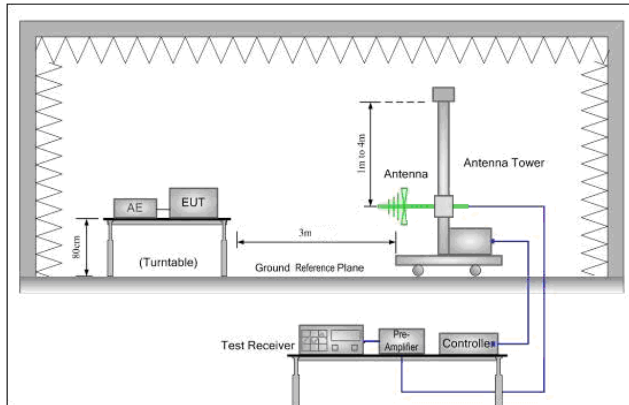 1m to 4m
Antenna
Antenna Tower
AE
EUT
80cm
(Turntable)
3m
Ground Reference Plane
Test Receiver
Pre-
Amplifier
Controller